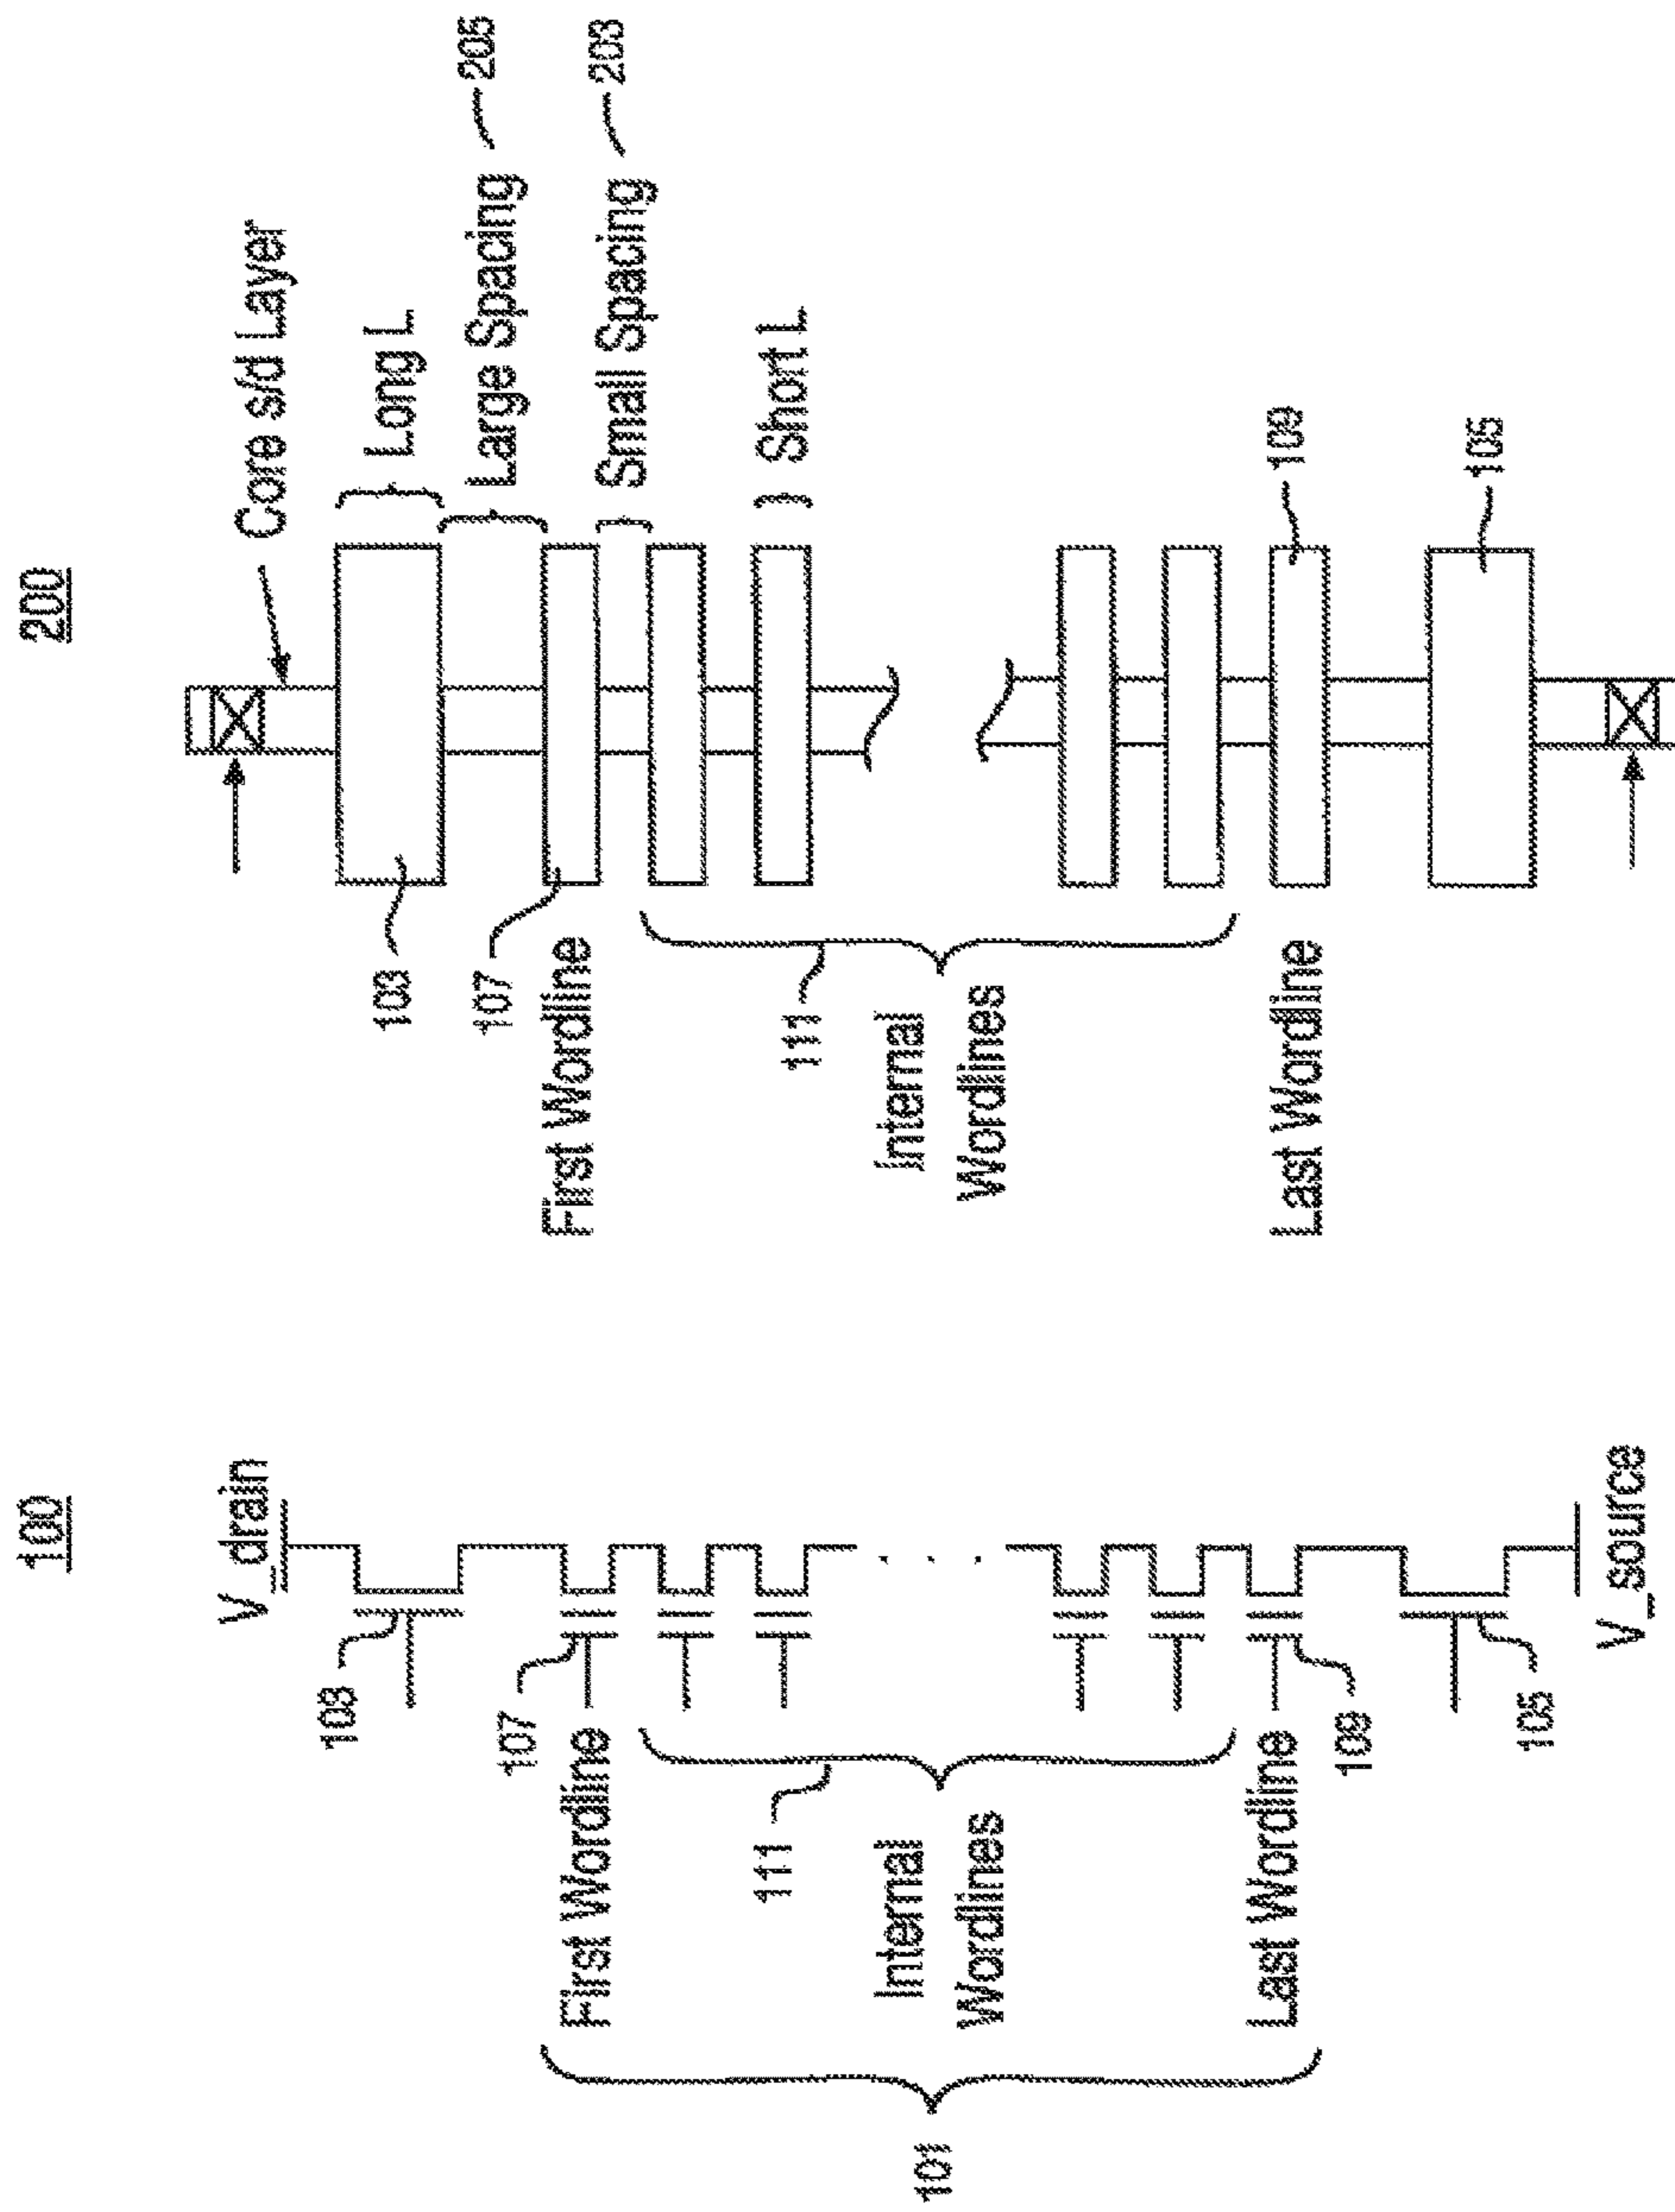 100
V_drain
103
107
First Wordline
111
Internal
Wordlines
101
Last Wordline
109
105
V_source
200
Core s/d Layer
Long L
Large Spacing
205
Small Spacing
203
Short L
103
107
First Wordline
111
Internal
Wordlines
Last Wordline
109
105